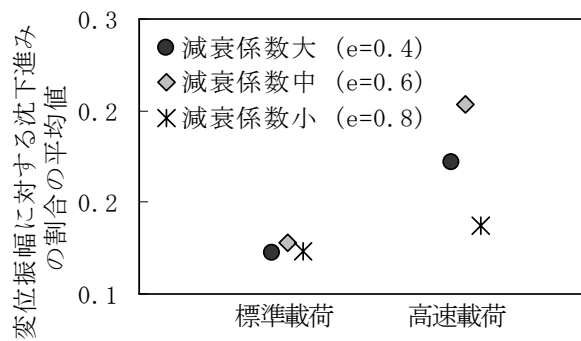 変位振幅に対する沈下進み
の割合の平均値
0.3
0.2
0.2
0.1
減衰係数大 (e=0.4)
減衰係数中 (e=0.6)
減衰係数小 (e=0.8)
標準載荷
高速載荷